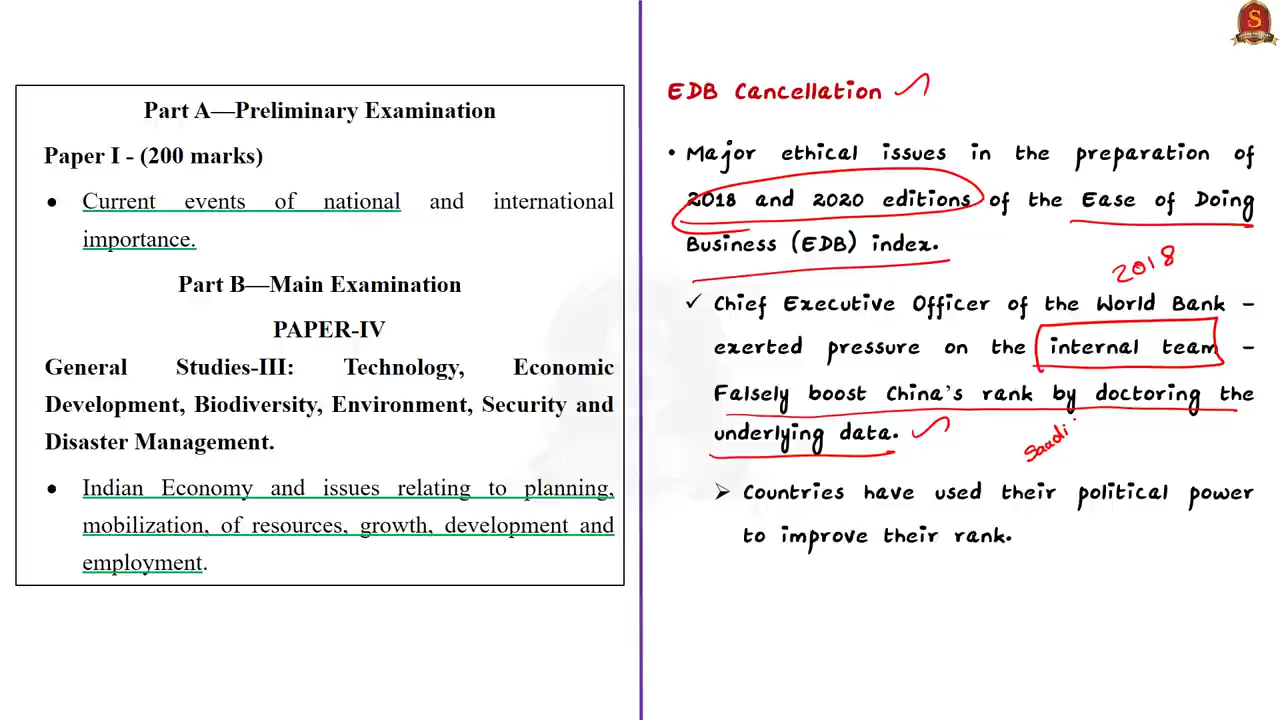 Part A—Preliminary Examination
Paper I - (200 marks)
• Current events of national and international
importance.
Part B—Main Examination
PAPER-IV
General Studies-III: Technology, Economic
Development, Biodiversity, Environment, Security and
Disaster Management.
• Indian Economy and issues relating to planning,
mobilization, of resources, growth, development and
employment.
EDB Cancellation
• Major ethical issues in the preparation of
2018 and 2020 editions of the Ease of Doing
Business (EDB) index.
2018
✓ Chief Executive Officer of the World Bank -
exerted pressure on the internal team -
Falsely boost China's rank by doctoring the
underlying data.
Saadi
➢ Countries have used their political power
to improve their rank.